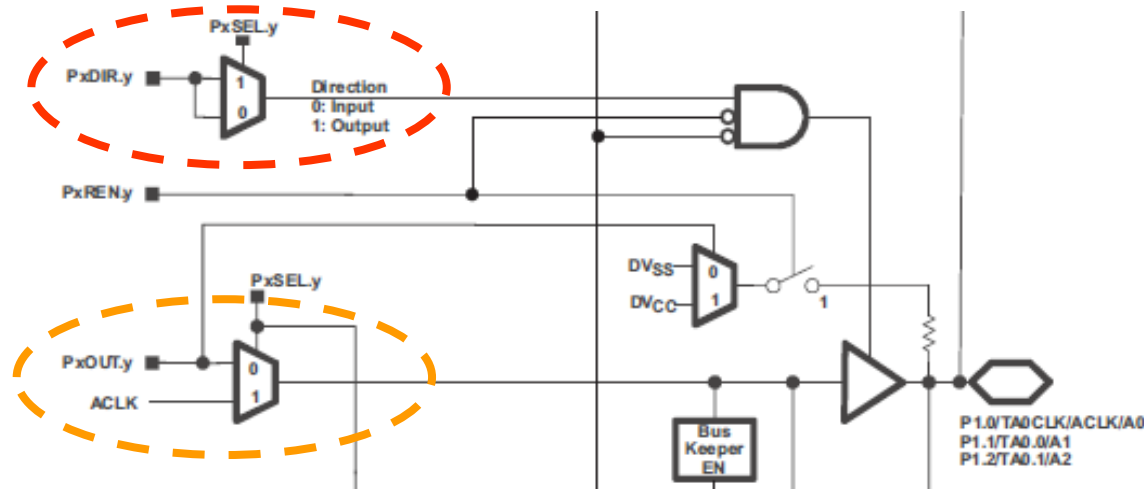 PxSEL.y
PxDIR.y
1
0
Direction
0: Input
1: Output
PxREN.y
DVSS
0
DVCC
1
1
PxSEL.y
PxOUT.y
0
ACLK
1
Bus
Keeper
EN
P1.0/TA0CLK/ACLK/A0
P1.1/TA0.0/A1
P1.2/TA0.1/A2